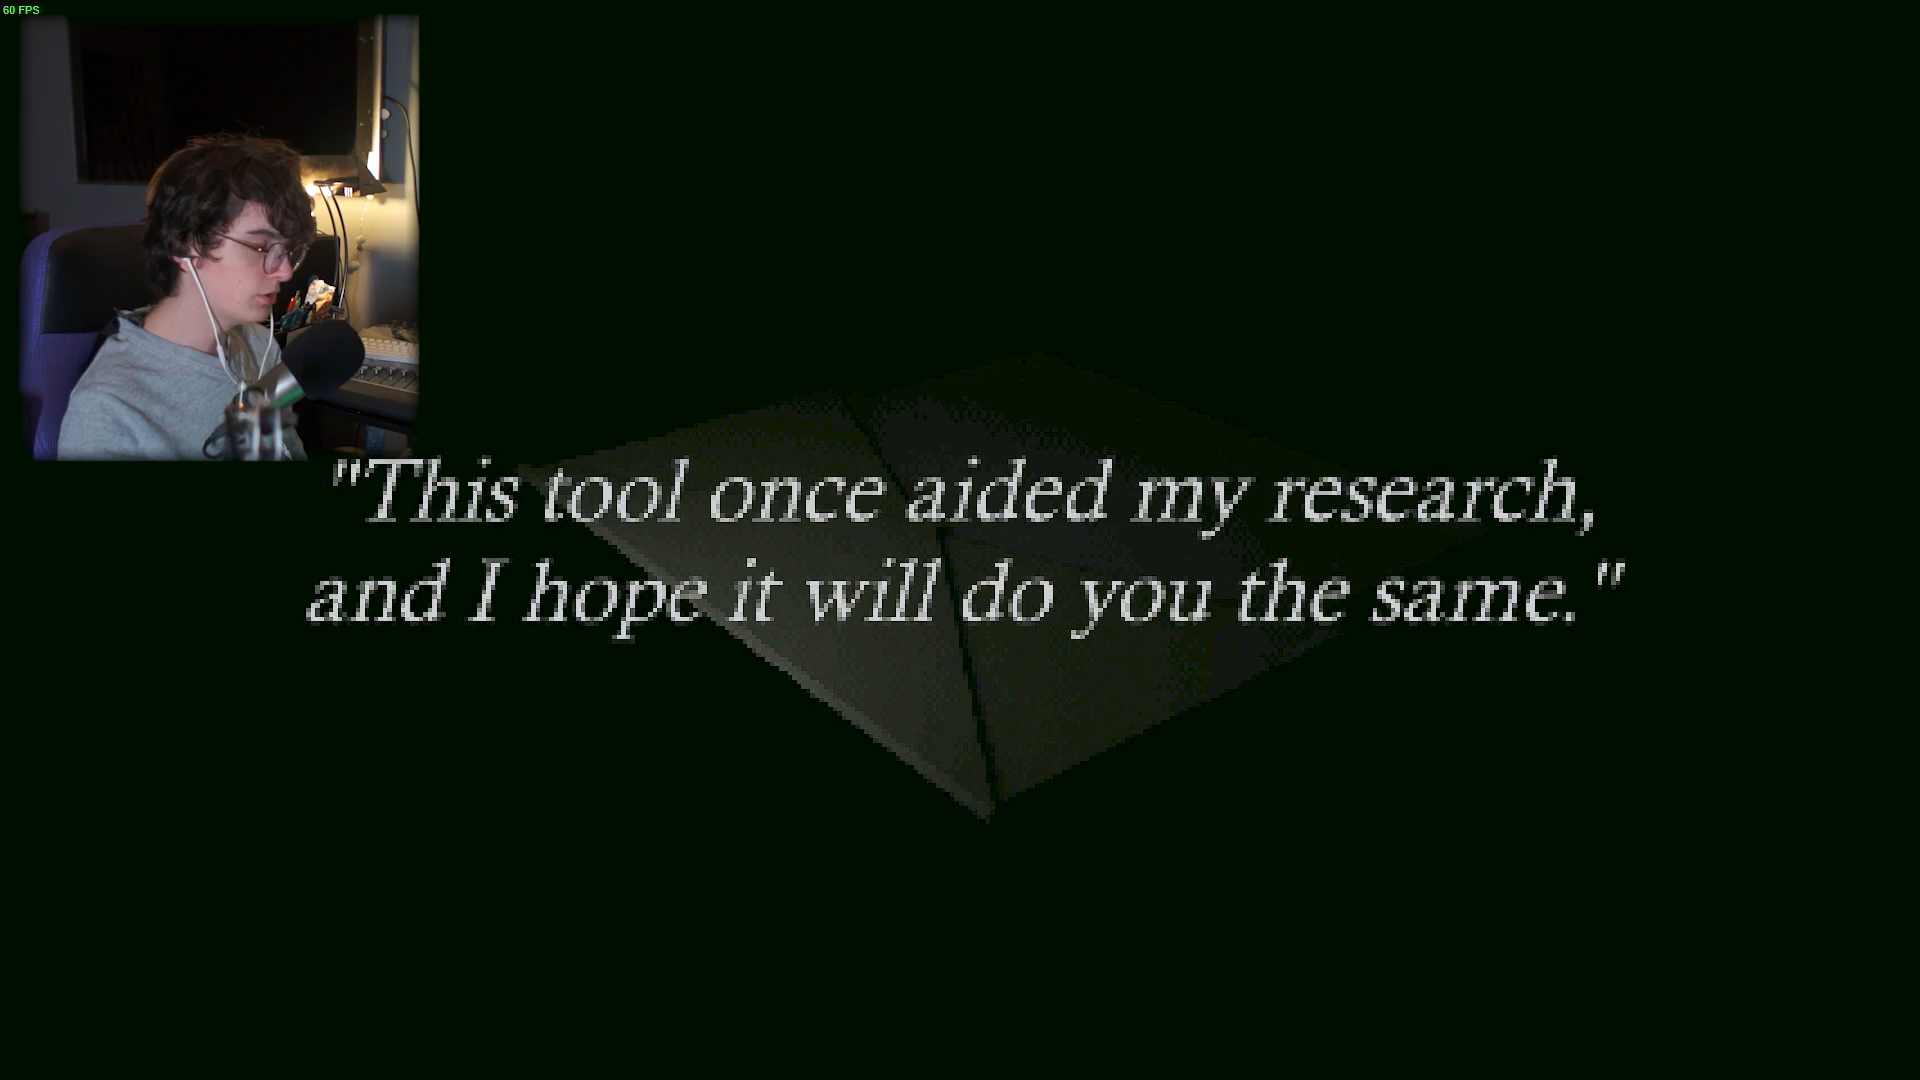 60 FPS
"This tool once aided my research,
and I hope it will do you the same."